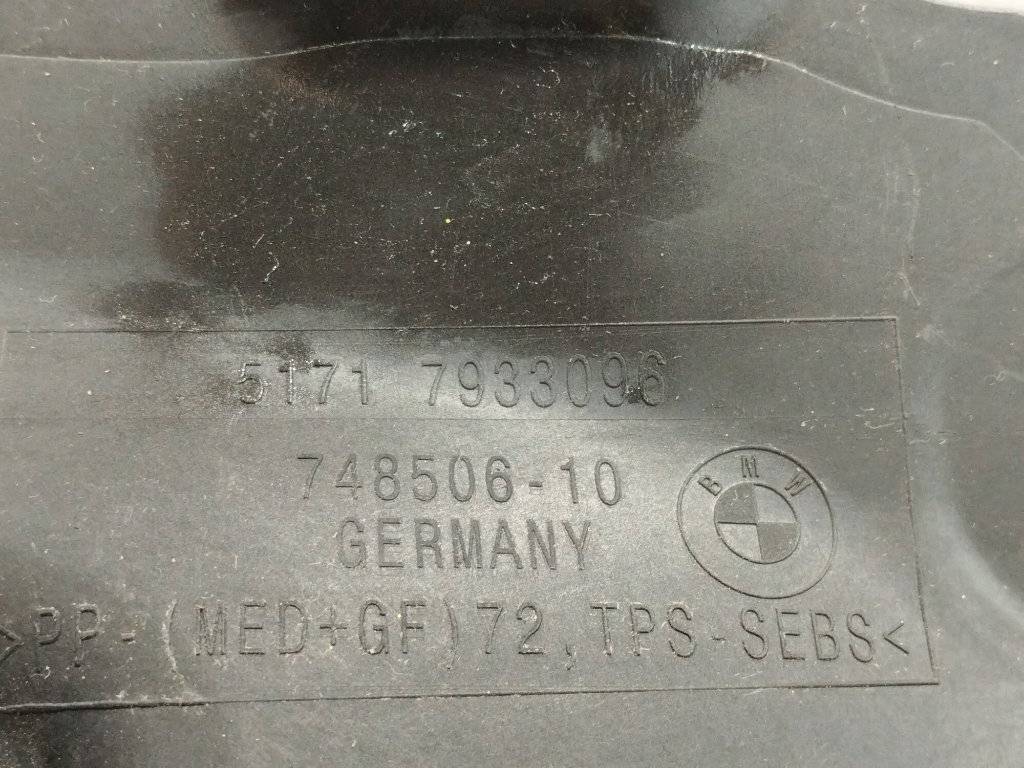 5171 7933096
748506-10
BMW
GERMANY
>PP-(MED+GF)72,TPS-SEBS<